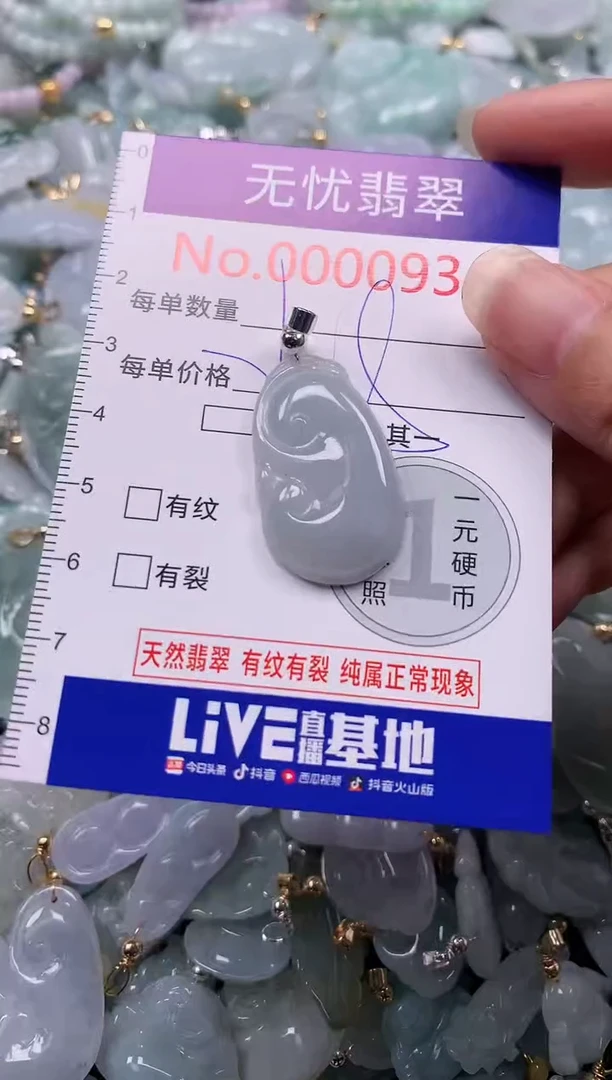 无忧翡翠
No.000093
每单数量
每单价格
其一
有纹
有裂
1
一元硬币
照
天然翡翠 有纹有裂 纯属正常现象
LiVE直播基地
今日头条 抖音 西瓜视频 抖音火山版
0
1
2
3
4
5
6
7
8